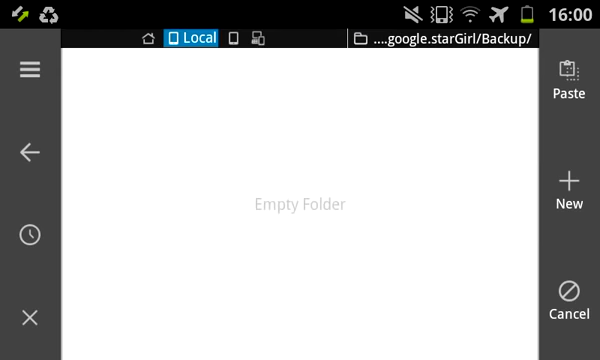 16:00
Local
....google.starGirl/Backup/
Paste
Empty Folder
New
Cancel